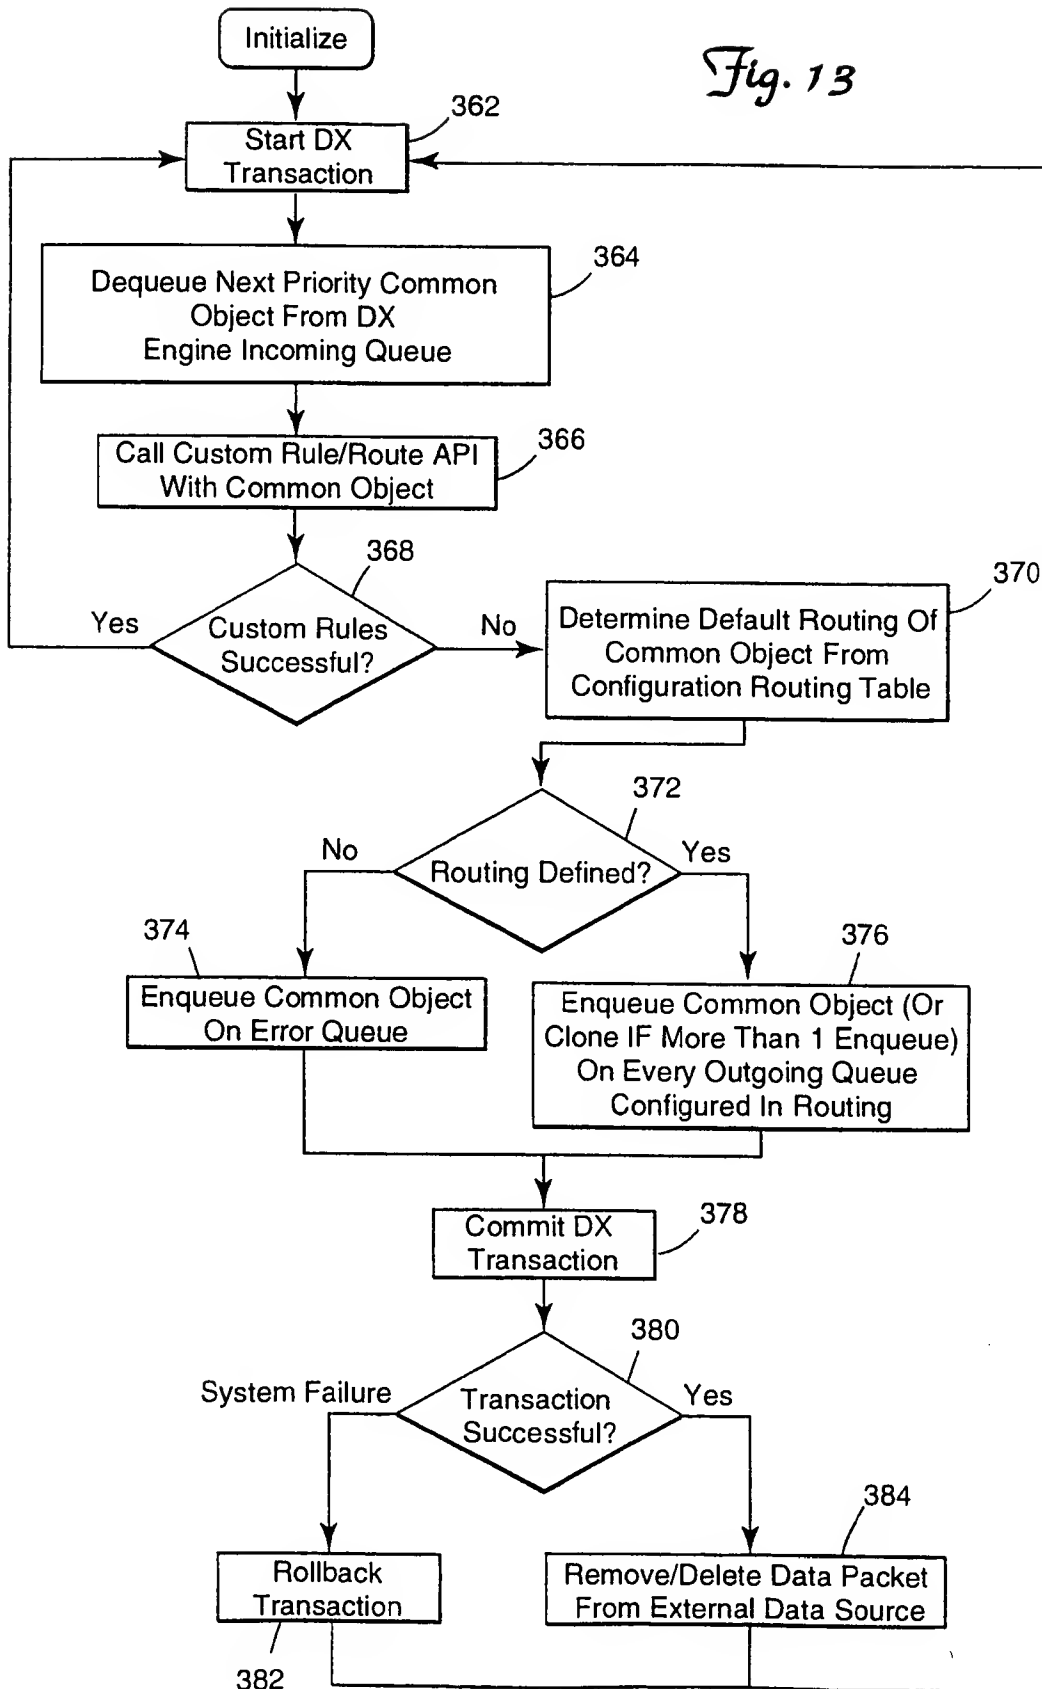 Initialize
Fig. 13
362
Start DX
Transaction
364
Dequeue Next Priority Common
Object From DX
Engine Incoming Queue
366
Call Custom Rule/Route API
With Common Object
368
370
Yes
Custom Rules
Successful?
No
Determine Default Routing Of
Common Object From
Configuration Routing Table
372
No
Routing Defined?
Yes
374
376
Enqueue Common Object
On Error Queue
Enqueue Common Object (Or
Clone IF More Than 1 Enqueue)
On Every Outgoing Queue
Configured In Routing
378
Commit DX
Transaction
380
System Failure
Transaction
Successful?
Yes
384
Rollback
Transaction
Remove/Delete Data Packet
From External Data Source
382